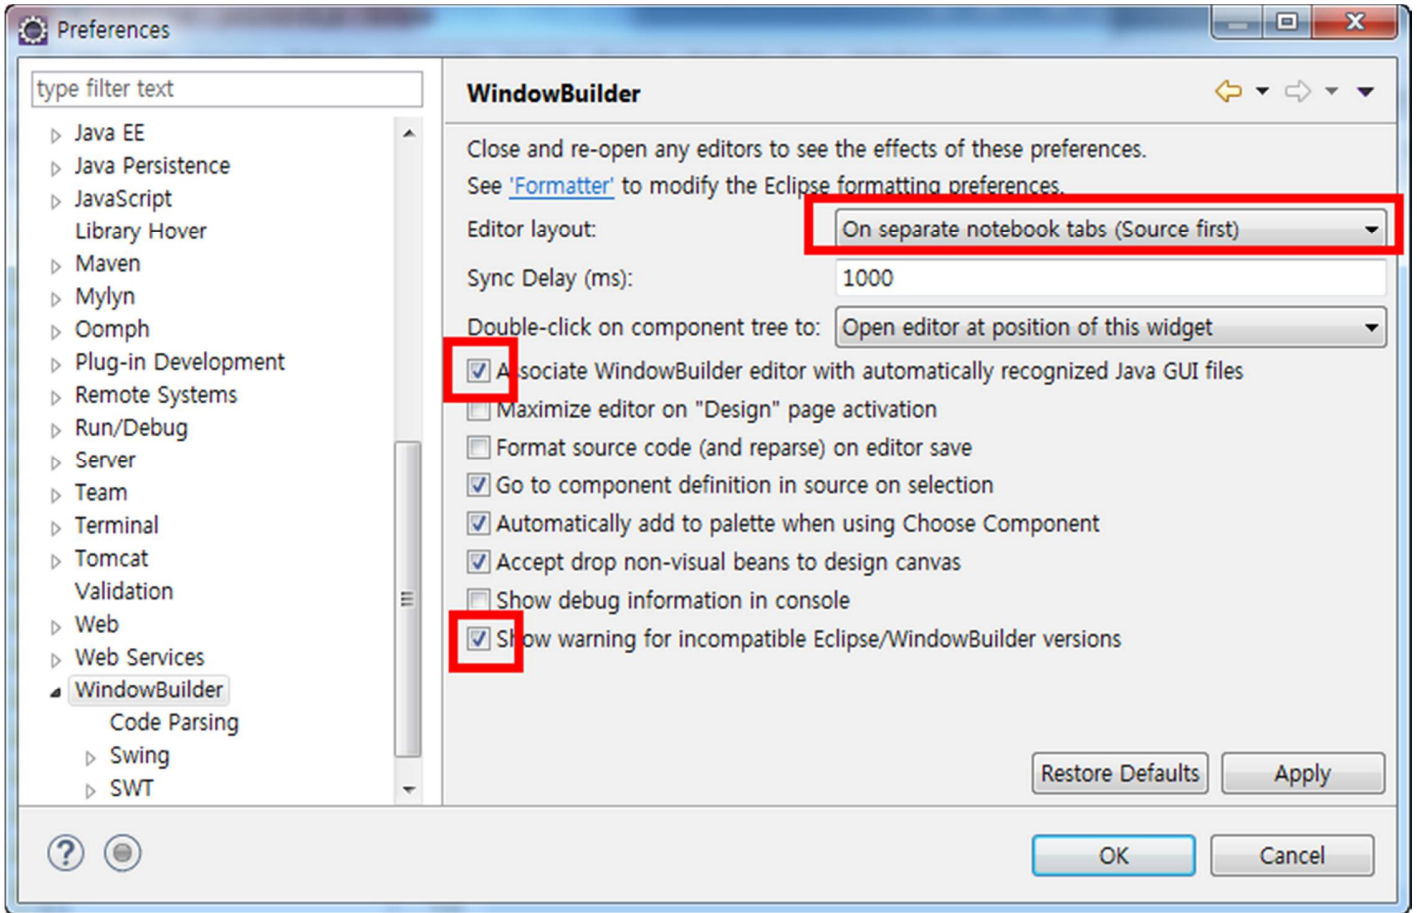 Preferences
type filter text
Java EE
Java Persistence
JavaScript
Library Hover
Maven
Mylyn
Oomph
Plug-in Development
Remote Systems
Run/Debug
Server
Team
Terminal
Tomcat
Validation
Web
Web Services
WindowBuilder
Code Parsing
Swing
SWT
WindowBuilder
Close and re-open any editors to see the effects of these preferences.
See 'Formatter' to modify the Eclipse formatting preferences.
Editor layout: On separate notebook tabs (Source first)
Sync Delay (ms): 1000
Double-click on component tree to: Open editor at position of this widget
Associate WindowBuilder editor with automatically recognized Java GUI files
Maximize editor on "Design" page activation
Format source code (and reparse) on editor save
Go to component definition in source on selection
Automatically add to palette when using Choose Component
Accept drop non-visual beans to design canvas
Show debug information in console
Show warning for incompatible Eclipse/WindowBuilder versions
Restore Defaults Apply
OK Cancel